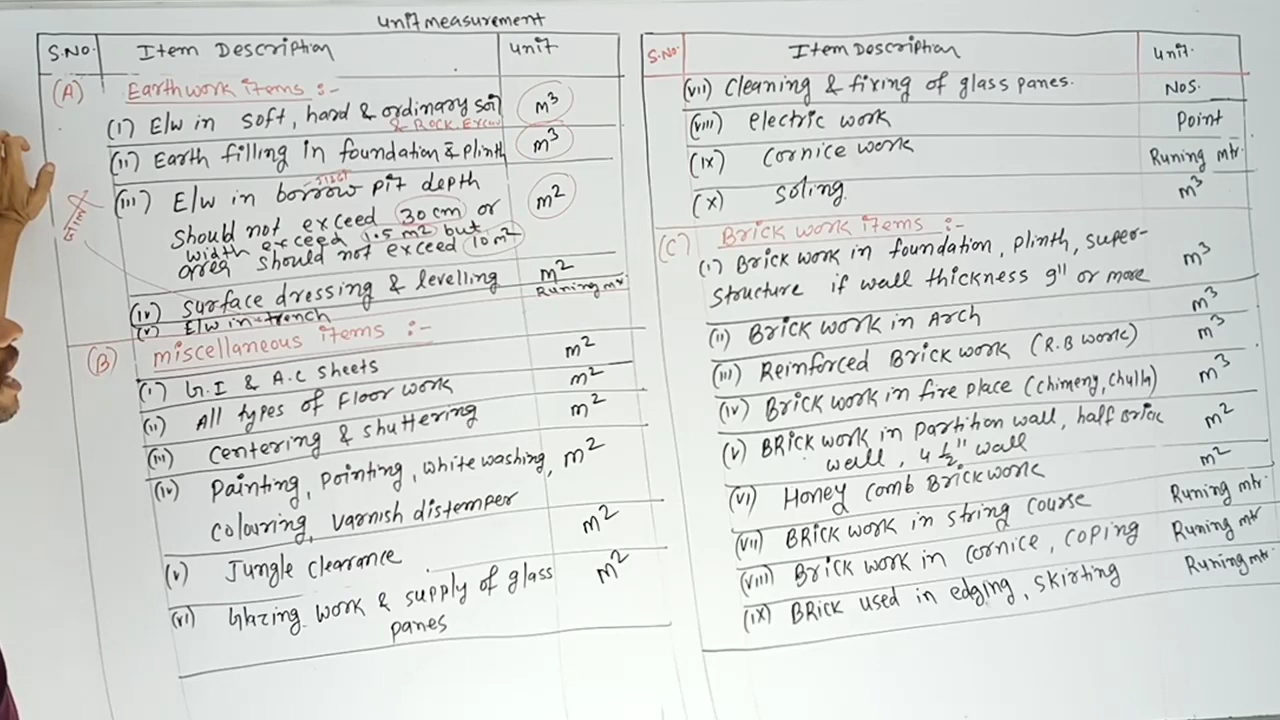 Unit measurement
S.No. Item Description Unit
(A) Earthwork items :-
(i) E/w in soft, hard & ordinary soil m³
& Rock Excav
(ii) Earth filling in foundation & Plinth m³
(iii) E/w in borrow pit depth m²
Should not exceed 30 cm or
width exceed 1.5 m² but
area should not exceed 10 m²
(iv) Surface dressing & levelling m²
(v) E/w in trench Runing mtr
(B) miscellaneous items :-
(i) G.I & A.C Sheets m²
(ii) All types of Floor work m²
(iii) Centering & shuttering m²
(iv) Painting, Pointing, white washing, m²
Colouring, varnish distemper
(v) Jungle clearance m²
(vi) Glazing work & supply of glass m²
panes
S.No. Item Description Unit.
(vii) Cleaning & fixing of glass panes. Nos.
(viii) electric work Point
(ix) Cornice work Runing mtr.
(x) Soling. m³
(C) Brick work items :-
(i) Brick work in foundation, plinth, super- m³
Structure if wall thickness 9" or more
(ii) Brick work in Arch m³
(iii) Reinforced Brick work (R.B work) m³
(iv) Brick work in fire place (chimeny, chulla) m³
(v) BRick work in Partition wall, half Brick m²
wall, 4 ½" wall
(vi) Honey Comb Brickwork m²
(vii) BRick work in string course Runing mtr.
(viii) Brick work in cornice, coping Runing mtr
(ix) BRick used in edging, skirting Runing mtr.